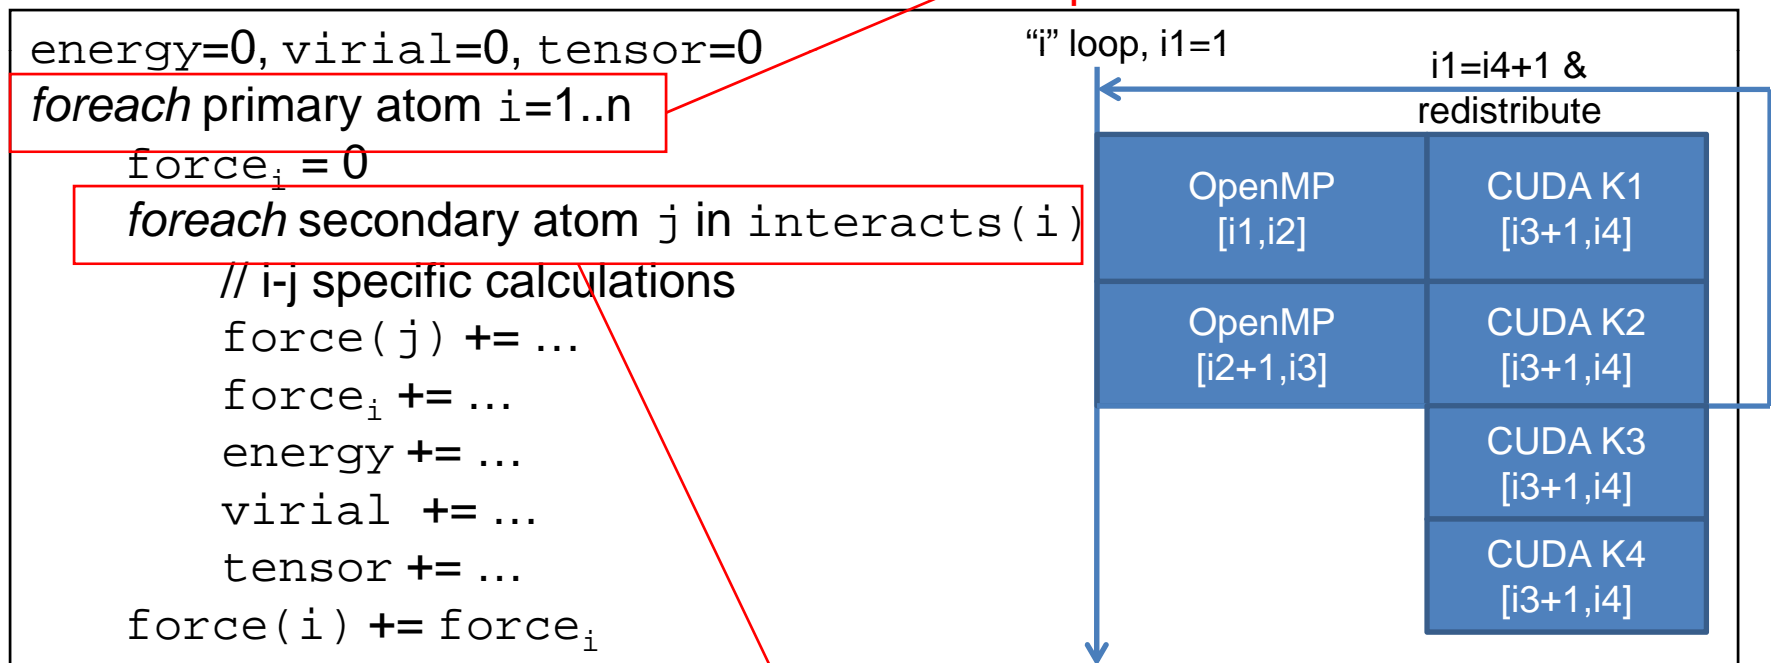 energy=0, virial=0, tensor=0
foreach primary atom i=1..n
force_i = 0
foreach secondary atom j in interacts(i)
// i-j specific calculations
force(j) += ...
force_i += ...
energy += ...
virial += ...
tensor += ...
force(i) += force_i
“i” loop, i1=1
i1=i4+1 &
redistribute
OpenMP
[i1,i2]
CUDA K1
[i3+1,i4]
OpenMP
[i2+1,i3]
CUDA K2
[i3+1,i4]
CUDA K3
[i3+1,i4]
CUDA K4
[i3+1,i4]